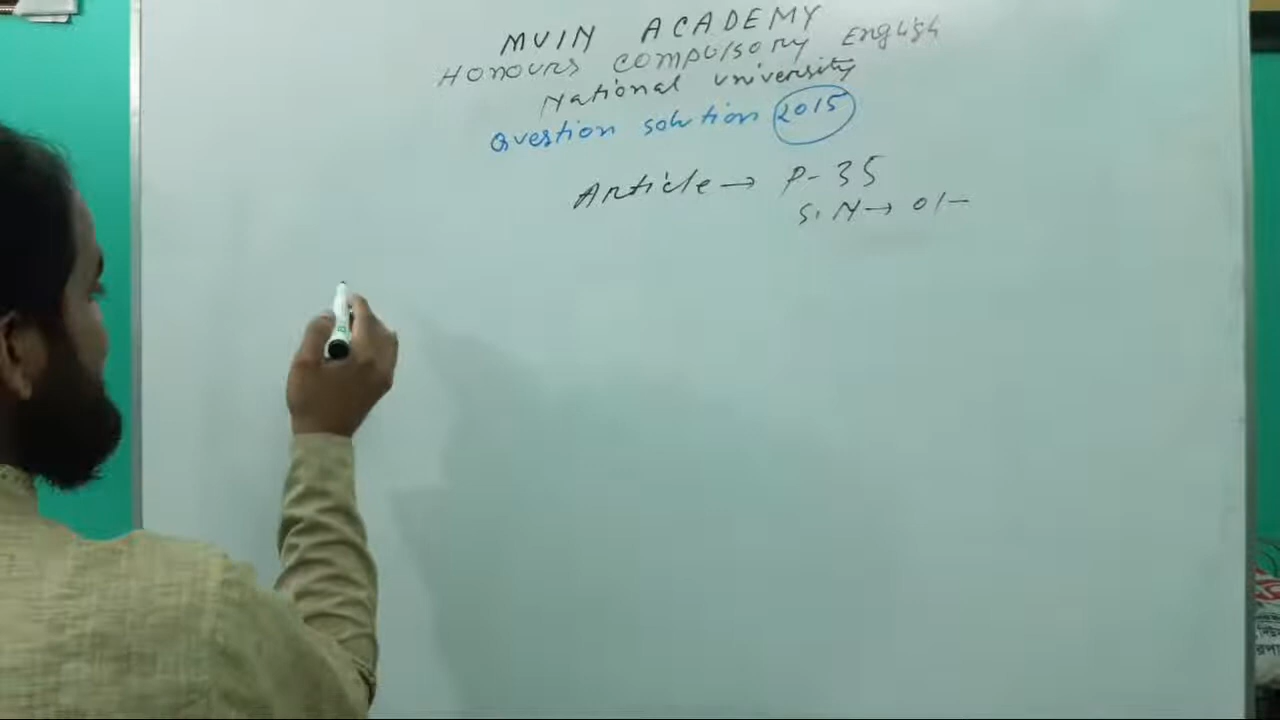 MUIN ACADEMY
Honours compulsory English
National university
Question solution 2015
Article → P-35
S.N → 01-